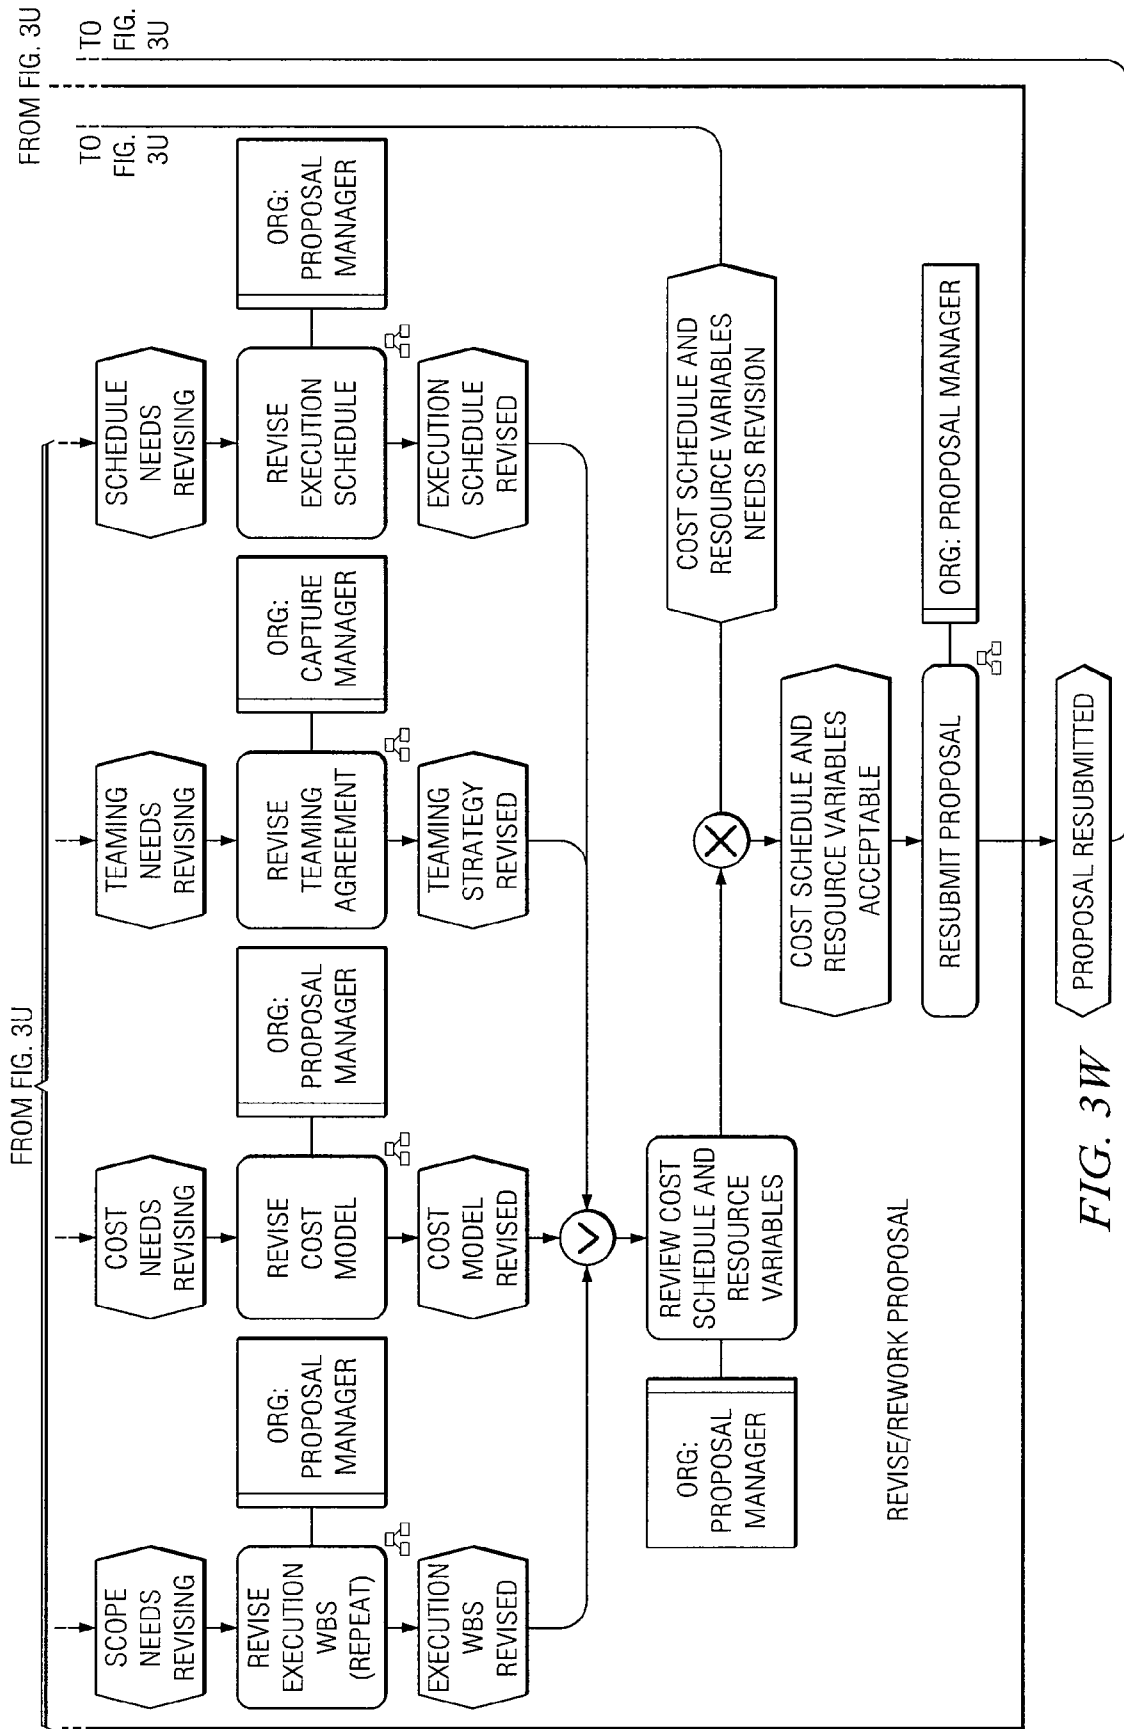 FROM FIG. 3U
FROM FIG. 3U
TO
FIG.
3U
TO
FIG.
3U
SCOPE
NEEDS
REVISING
COST
NEEDS
REVISING
TEAMING
NEEDS
REVISING
SCHEDULE
NEEDS
REVISING
REVISE
EXECUTION
WBS
(REPEAT)
ORG:
PROPOSAL
MANAGER
REVISE
COST
MODEL
ORG:
PROPOSAL
MANAGER
REVISE
TEAMING
AGREEMENT
ORG:
CAPTURE
MANAGER
REVISE
EXECUTION
SCHEDULE
ORG:
PROPOSAL
MANAGER
EXECUTION
WBS
REVISED
COST
MODEL
REVISED
TEAMING
STRATEGY
REVISED
EXECUTION
SCHEDULE
REVISED
ORG:
PROPOSAL
MANAGER
REVIEW COST
SCHEDULE AND
RESOURCE
VARIABLES
COST SCHEDULE AND
RESOURCE VARIABLES
NEEDS REVISION
COST SCHEDULE AND
RESOURCE VARIABLES
ACCEPTABLE
REVISE/REWORK PROPOSAL
RESUBMIT PROPOSAL
ORG: PROPOSAL MANAGER
PROPOSAL RESUBMITTED
FIG. 3W